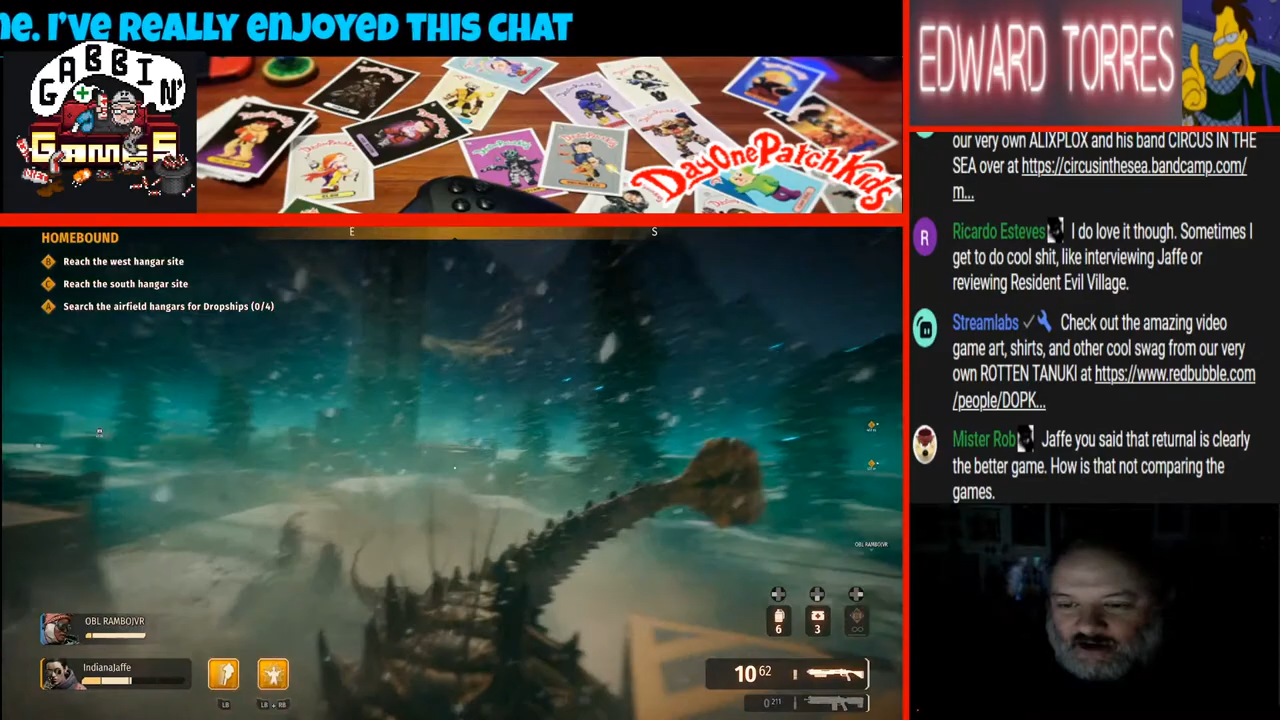 ne. I've really enjoyed this chat
GABBIN'
GAMES
DayOnePatchKids
EDWARD TORRES
our very own ALIXPLOX and his band CIRCUS IN THE
SEA over at https://circusinthesea.bandcamp.com/
m...
R
Ricardo Esteves I do love it though. Sometimes I
get to do cool shit, like interviewing Jaffe or
reviewing Resident Evil Village.
Streamlabs Check out the amazing video
game art, shirts, and other cool swag from our very
own ROTTEN TANUKI at https://www.redbubble.com
/people/DOPK...
Mister Rob Jaffe you said that returnal is clearly
the better game. How is that not comparing the
games.
E
S
HOMEBOUND
B Reach the west hangar site
C Reach the south hangar site
A Search the airfield hangars for Dropships (0/4)
OBL RAMBOJVR
6
3
OBL RAMBOJVR
IndianaJaffe
LB
LB + RB
10 62
0 211